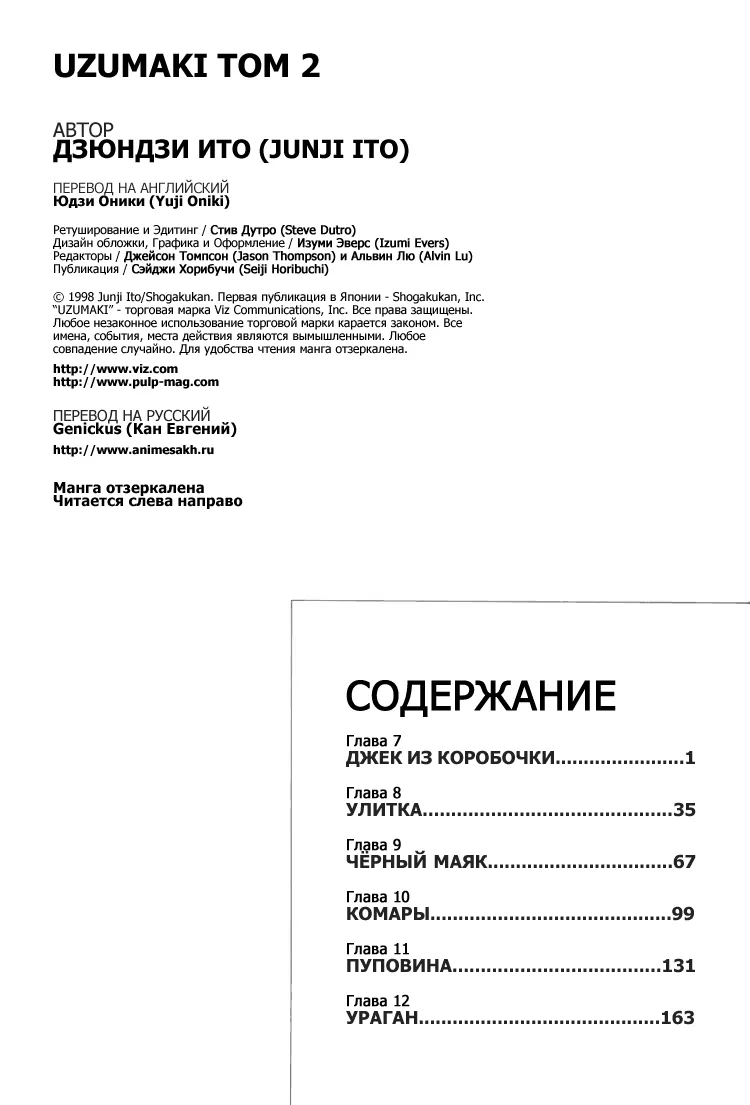 UZUMAKI ТОМ 2
АВТОР
ДЗЮНДЗИ ИТО (JUNJI ITO)
ПЕРЕВОД НА АНГЛИЙСКИЙ
Юдзи Оники (Yuji Oniki)
Ретуширование и Эдитинг / Стив Дутро (Steve Dutro)
Дизайн обложки, Графика и Оформление / Изуми Эверс (Izumi Evers)
Редакторы / Джейсон Томпсон (Jason Thompson) и Альвин Лю (Alvin Lu)
Публикация / Сэйджи Хорибучи (Seiji Horibuchi)
© 1998 Junji Ito/Shogakukan. Первая публикация в Японии - Shogakukan, Inc.
“UZUMAKI” - торговая марка Viz Communications, Inc. Все права защищены.
Любое незаконное использование торговой марки карается законом. Все
имена, события, места действия являются вымышленными. Любое
совпадение случайно. Для удобства чтения манга отзеркалена.
http://www.viz.com
http://www.pulp-mag.com
ПЕРЕВОД НА РУССКИЙ
Genickus (Кан Евгений)
http://www.animesakh.ru
Манга отзеркалена
Читается слева направо
СОДЕРЖАНИЕ
Глава 7
ДЖЕК ИЗ КОРОБОЧКИ.......................1
Глава 8
УЛИТКА............................................35
Глава 9
ЧЁРНЫЙ МАЯК.................................67
Глава 10
КОМАРЫ...........................................99
Глава 11
ПУПОВИНА.....................................131
Глава 12
УРАГАН...........................................163